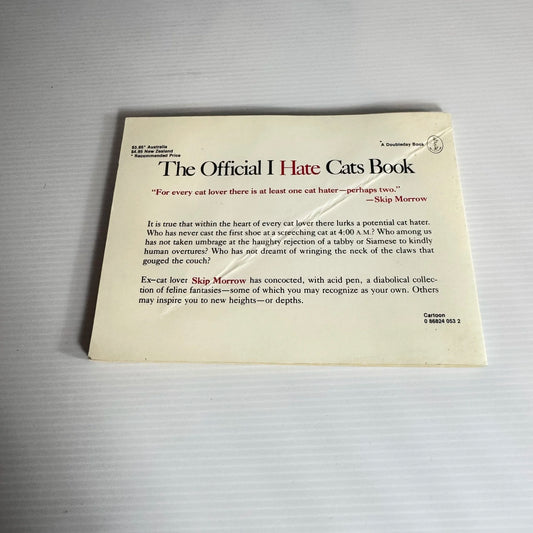 $3.95* Australia
$4.95 New Zealand
* Recommended Price
*A Doubleday Book
The Official I Hate Cats Book
"For every cat lover there is at least one cat hater—perhaps two."
—Skip Morrow
It is true that within the heart of every cat lover there lurks a potential cat hater.
Who has never cast the first shoe at a screeching cat at 4:00 A.M.? Who among us
has not taken umbrage at the haughty rejection of a tabby or Siamese to kindly
human overtures? Who has not dreamt of wringing the neck of the claws that
gouged the couch?
Ex-cat lover Skip Morrow has concocted, with acid pen, a diabolical collec-
tion of feline fantasies—some of which you may recognize as your own. Others
may inspire you to new heights—or depths.
Cartoon
0 86824 053 2